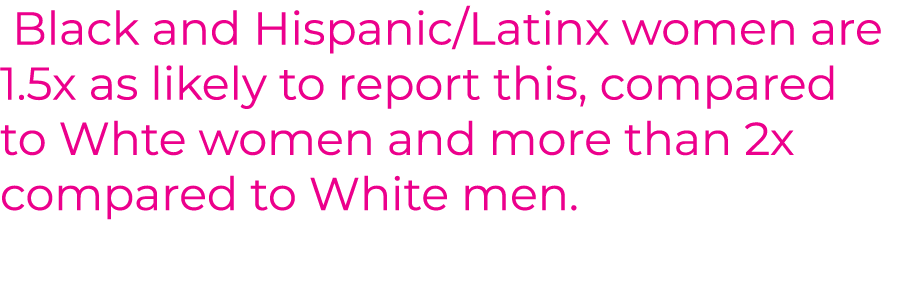 Black and Hispanic/Latinx women are
1.5x as likely to report this, compared
to Whte women and more than 2x
compared to White men.